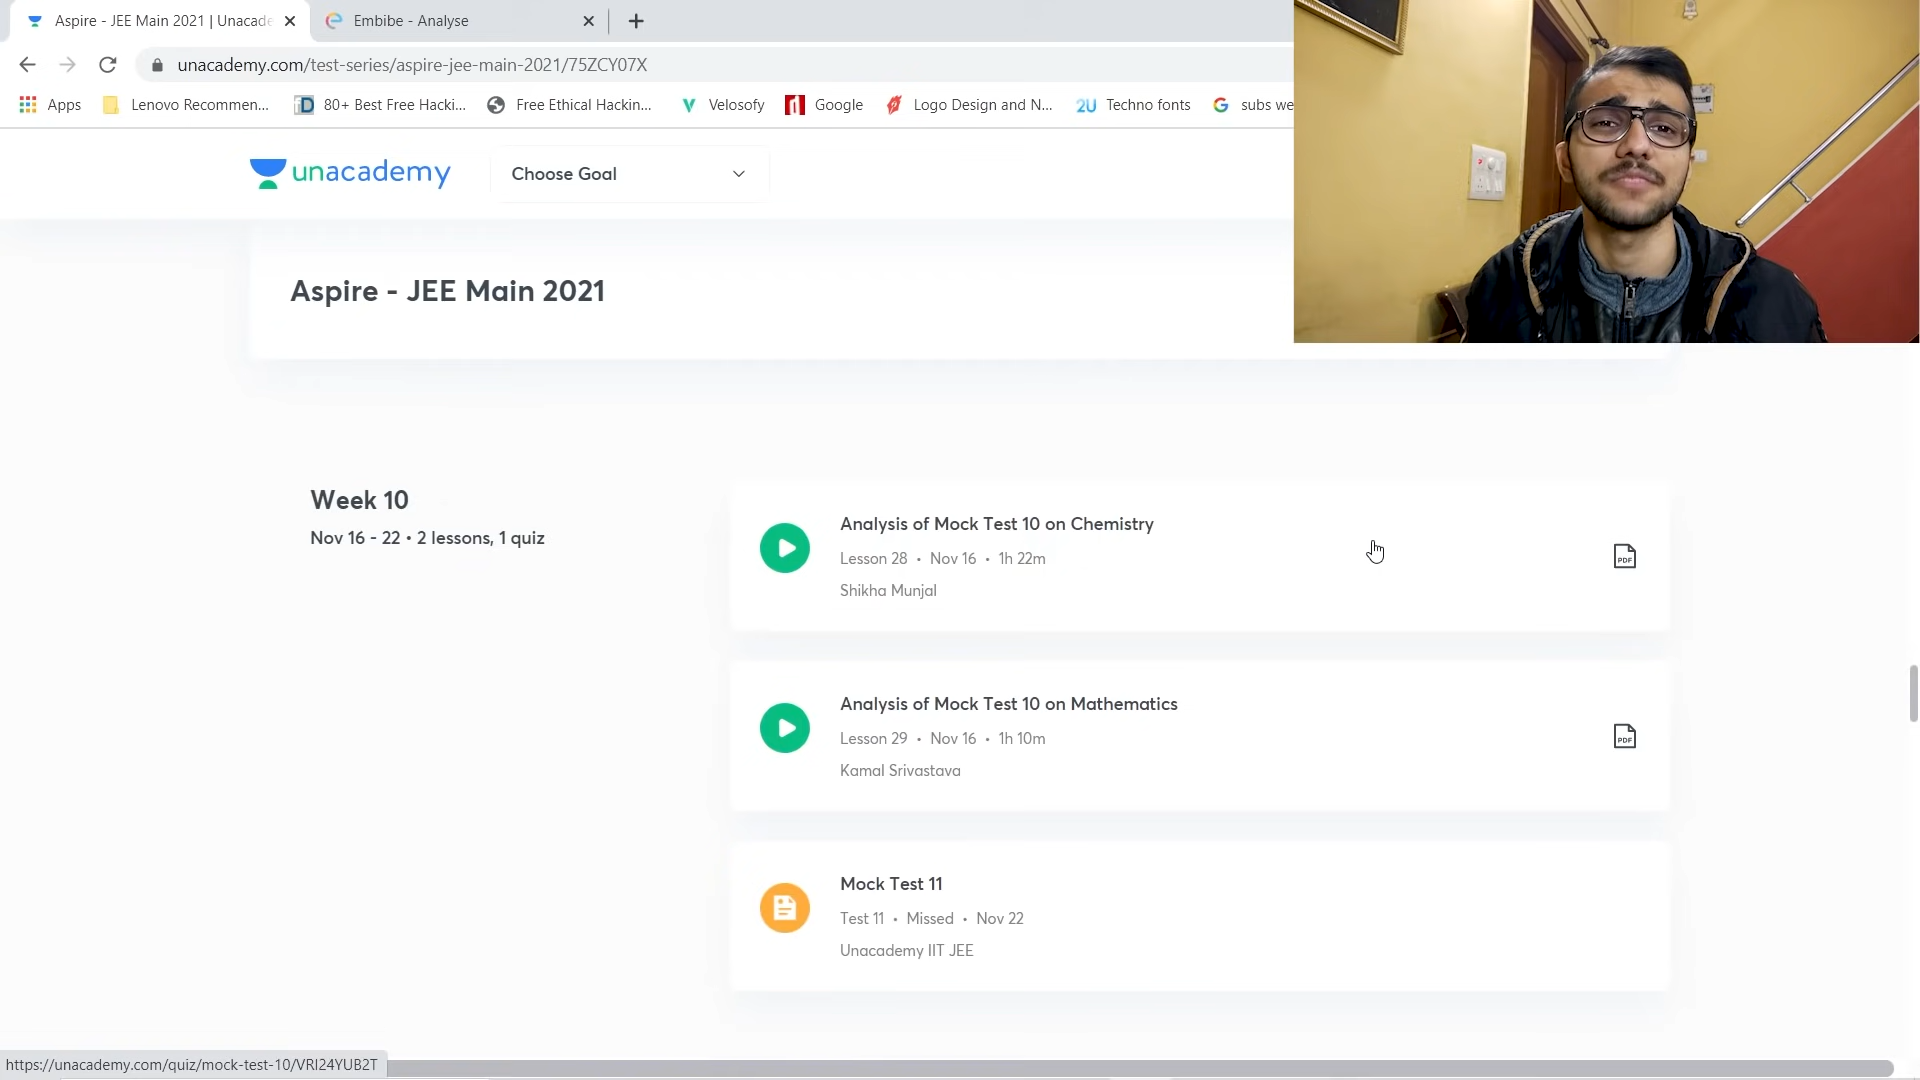 Aspire - JEE Main 2021 | Unacade
Embibe - Analyse
unacademy.com/test-series/aspire-jee-main-2021/75ZCY07X
Apps
Lenovo Recommen...
80+ Best Free Hacki...
Free Ethical Hackin...
Velosofy
Google
Logo Design and N...
2U Techno fonts
subs we
unacademy
Choose Goal
Aspire - JEE Main 2021
Week 10
Nov 16 - 22 • 2 lessons, 1 quiz
Analysis of Mock Test 10 on Chemistry
Lesson 28 • Nov 16 • 1h 22m
Shikha Munjal
PDF
Analysis of Mock Test 10 on Mathematics
Lesson 29 • Nov 16 • 1h 10m
Kamal Srivastava
PDF
Mock Test 11
Test 11 • Missed • Nov 22
Unacademy IIT JEE
https://unacademy.com/quiz/mock-test-10/VRI24YUB2T